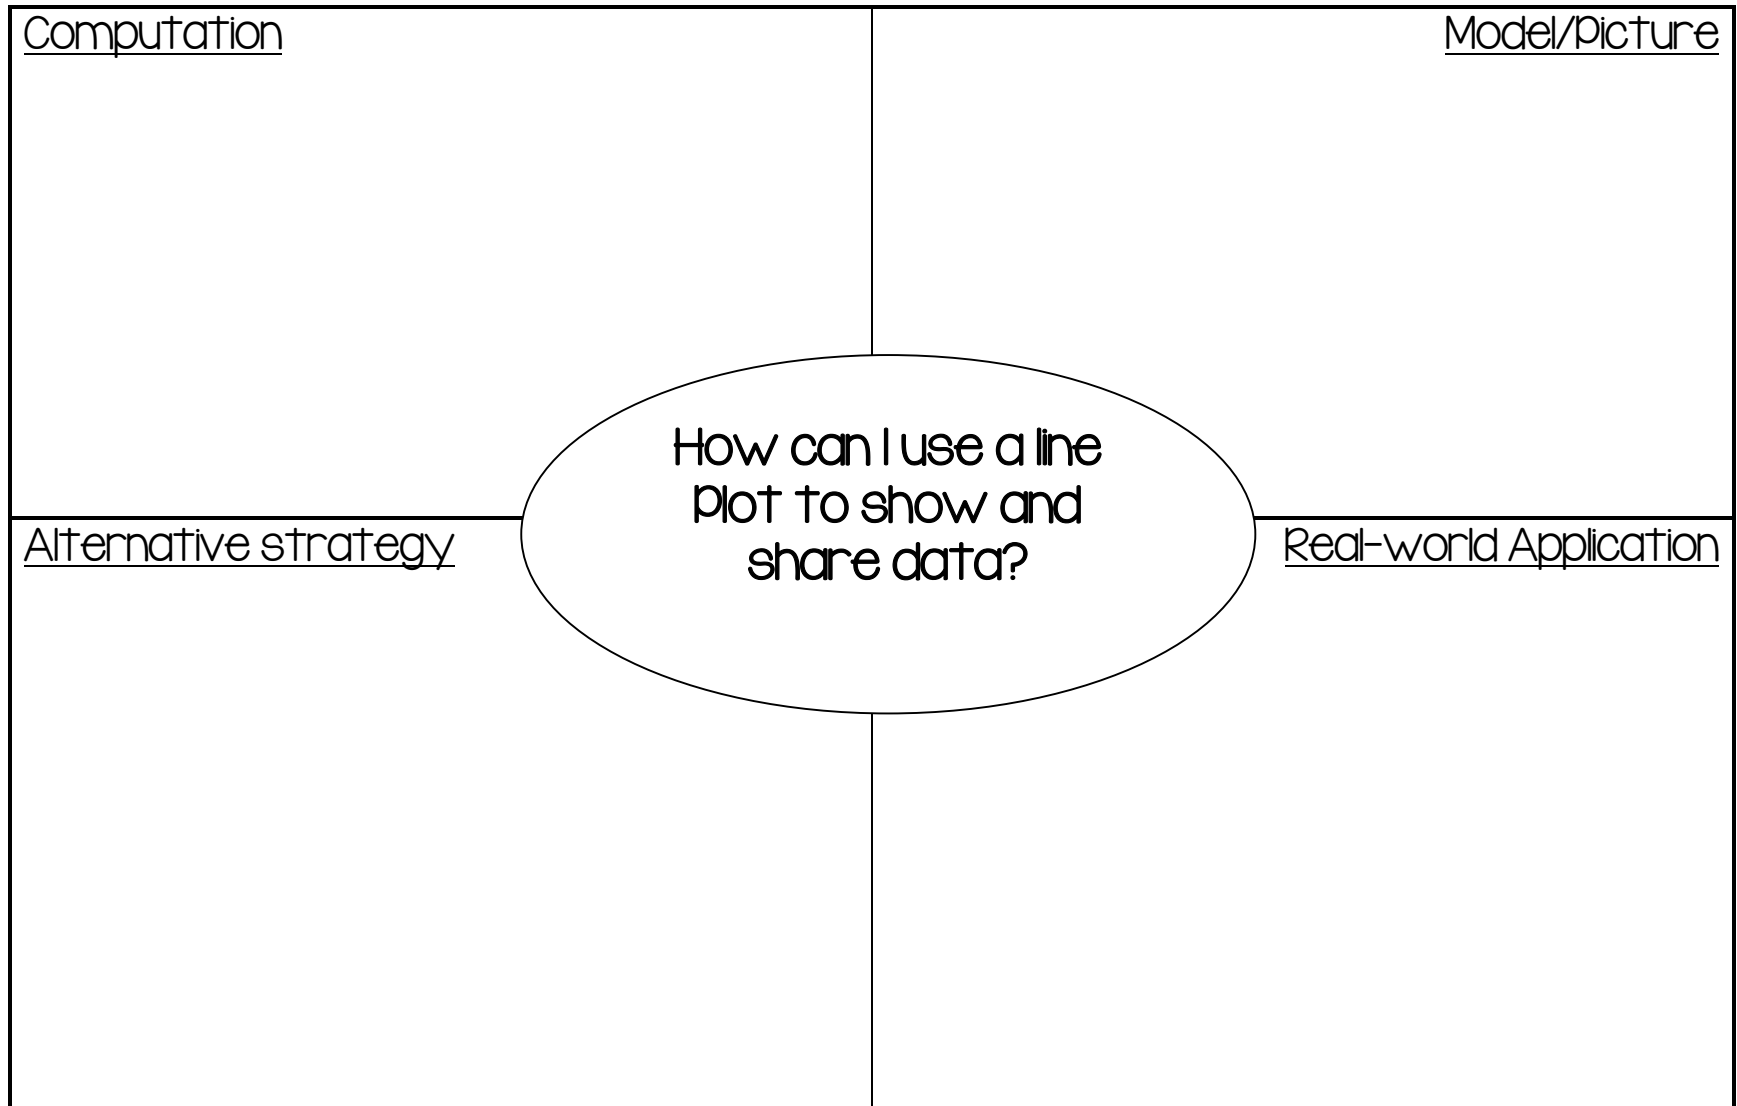 Computation
Model/Picture
How can I use a line
plot to show and
share data?
Alternative strategy
Real-world Application